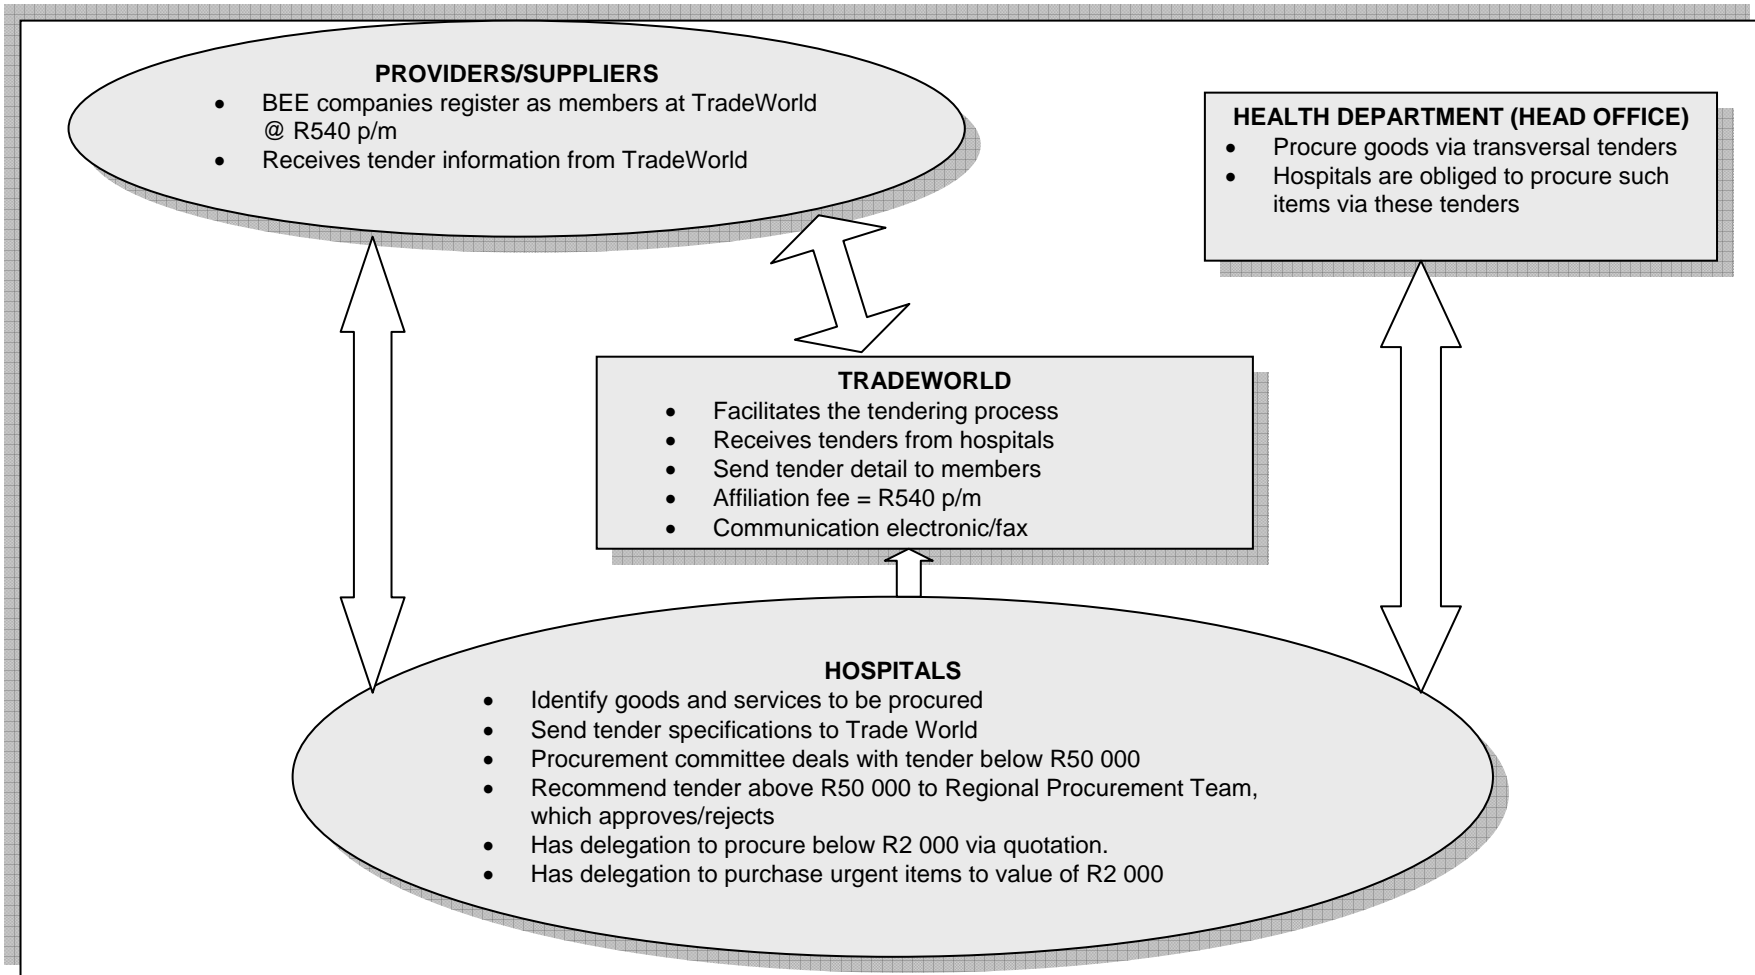 PROVIDERS/SUPPLIERS
• BEE companies register as members at TradeWorld
@ R540 p/m
• Receives tender information from TradeWorld
HEALTH DEPARTMENT (HEAD OFFICE)
• Procure goods via transversal tenders
• Hospitals are obliged to procure such
items via these tenders
TRADEWORLD
• Facilitates the tendering process
• Receives tenders from hospitals
• Send tender detail to members
• Affiliation fee = R540 p/m
• Communication electronic/fax
HOSPITALS
• Identify goods and services to be procured
• Send tender specifications to Trade World
• Procurement committee deals with tender below R50 000
• Recommend tender above R50 000 to Regional Procurement Team,
which approves/rejects
• Has delegation to procure below R2 000 via quotation.
• Has delegation to purchase urgent items to value of R2 000